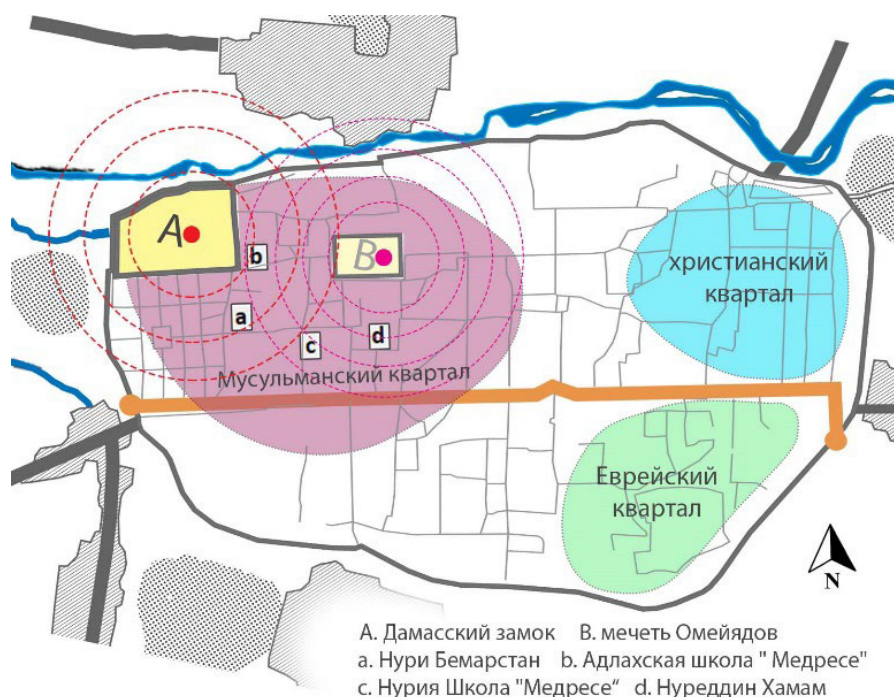 A
B
b
a
c
d
христианский
квартал
Мусульманский квартал
Еврейский
квартал
N
A. Дамасский замок B. мечеть Омейядов
a. Нури Бемарстан b. Адлахская школа " Медресе"
c. Нурия Школа "Медресе“ d. Нуреддин Хамам